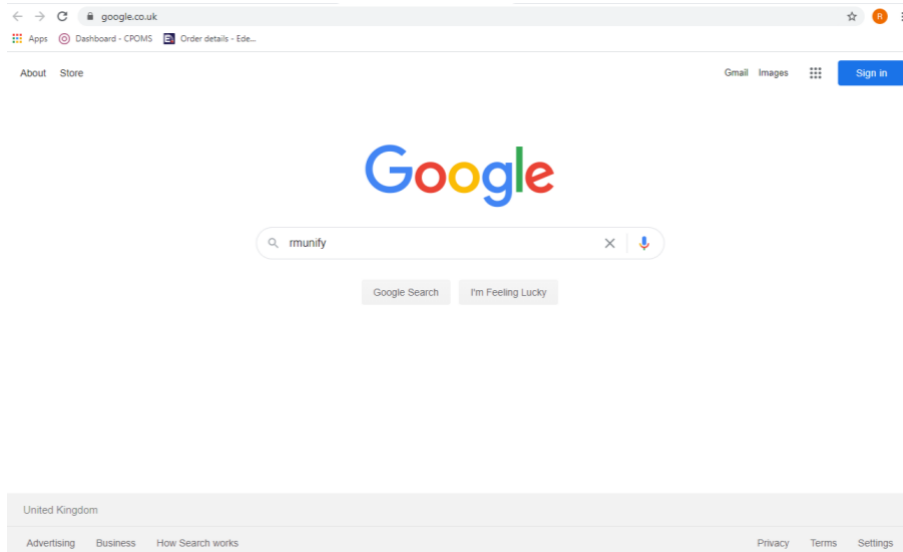 google.co.uk B
Apps Dashboard - CPOMS Order details - Ede...
About Store Gmail Images Sign in
Google
rmunify
Google Search I'm Feeling Lucky
United Kingdom
Advertising Business How Search works Privacy Terms Settings